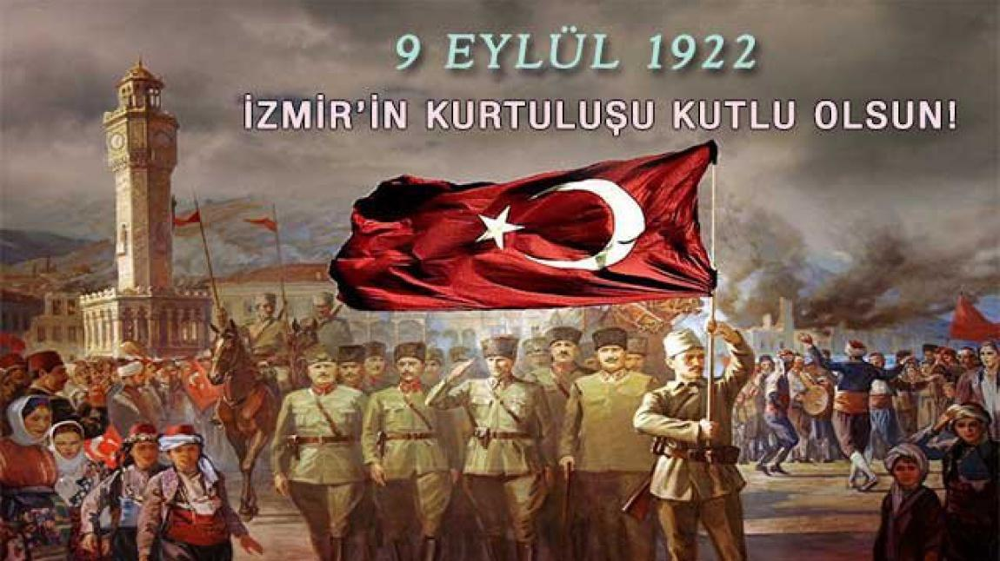 9 EYLÜL 1922
İZMİR'İN KURTULUŞU KUTLU OLSUN!